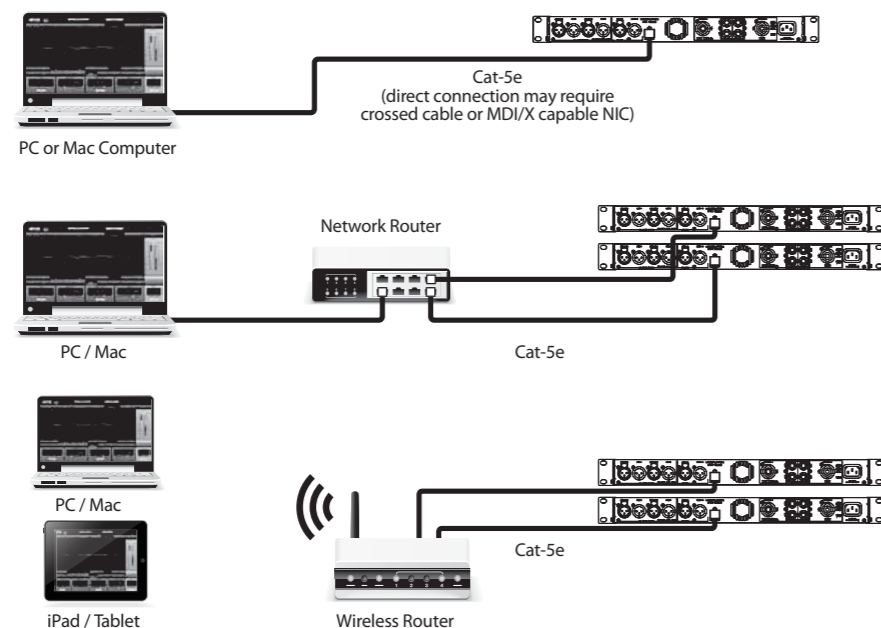 Cat-5e
(direct connection may require
crossed cable or MDI/X capable NIC)
PC or Mac Computer
Network Router
PC / Mac
Cat-5e
PC / Mac
Cat-5e
iPad / Tablet
Wireless Router